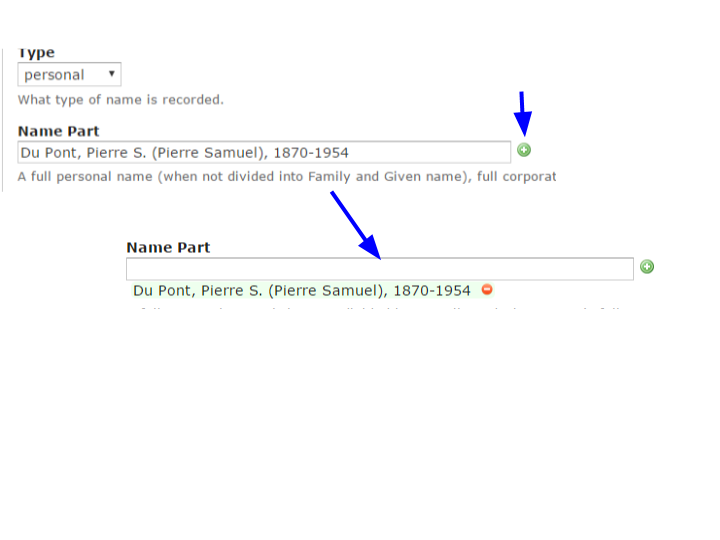 Type
personal
What type of name is recorded.
Name Part
Du Pont, Pierre S. (Pierre Samuel), 1870-1954
A full personal name (when not divided into Family and Given name), full corporat
Name Part
Du Pont, Pierre S. (Pierre Samuel), 1870-1954